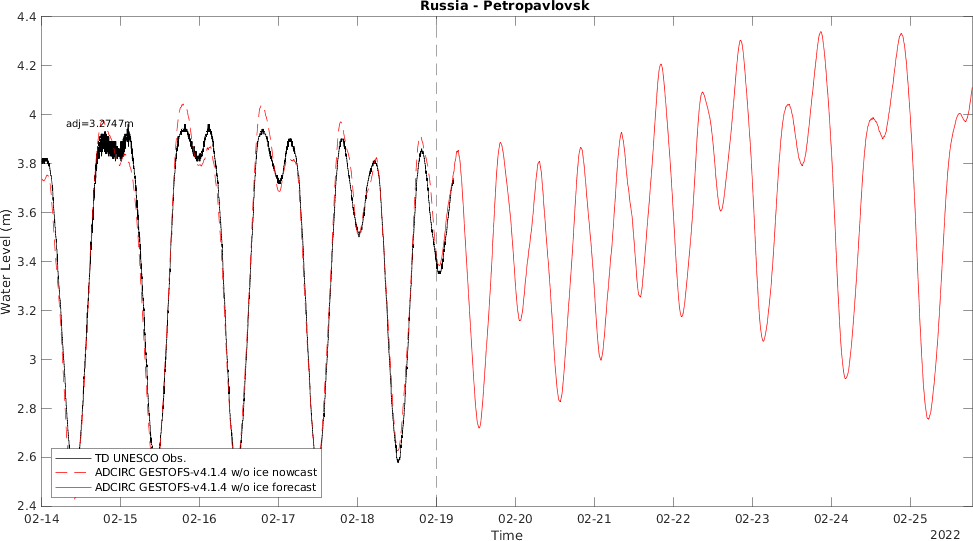 Russia - Petropavlovsk
4.4
4.2
4
3.8
3.6
3.4
3.2
3
2.8
2.6
2.4
Water Level (m)
adj=3.2747m
TD UNESCO Obs.
ADCIRC GESTOFS-v4.1.4 w/o ice nowcast
ADCIRC GESTOFS-v4.1.4 w/o ice forecast
02-14 02-15 02-16 02-17 02-18 02-19 02-20 02-21 02-22 02-23 02-24 02-25
Time
2022